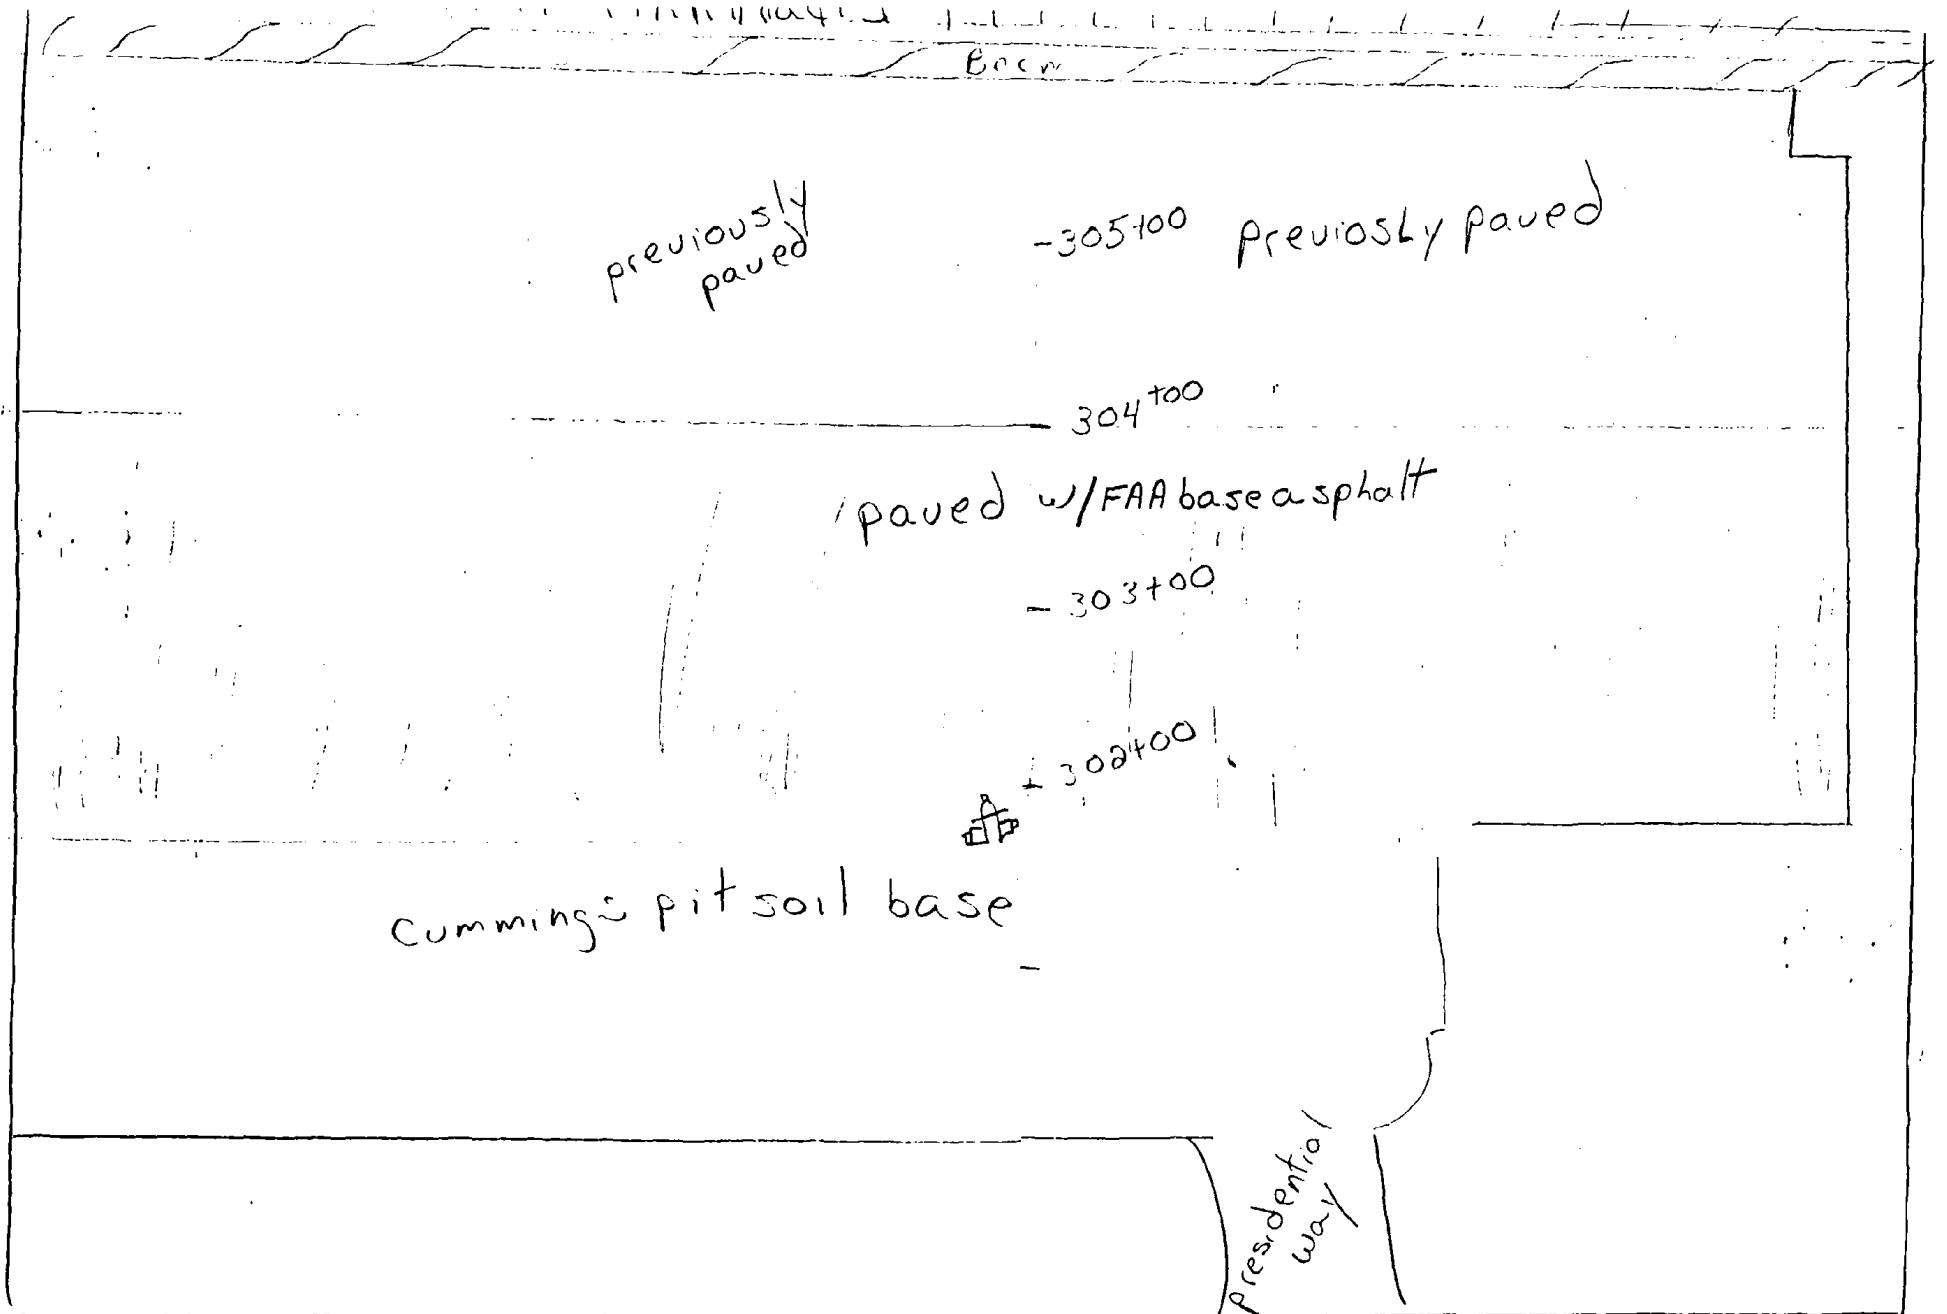 previously
paved
-305+00 previosly paved
- 304+00
paved w/FAA base asphalt
- 303+00
- 302+00
Cummings pit soil base
-
presidential
way